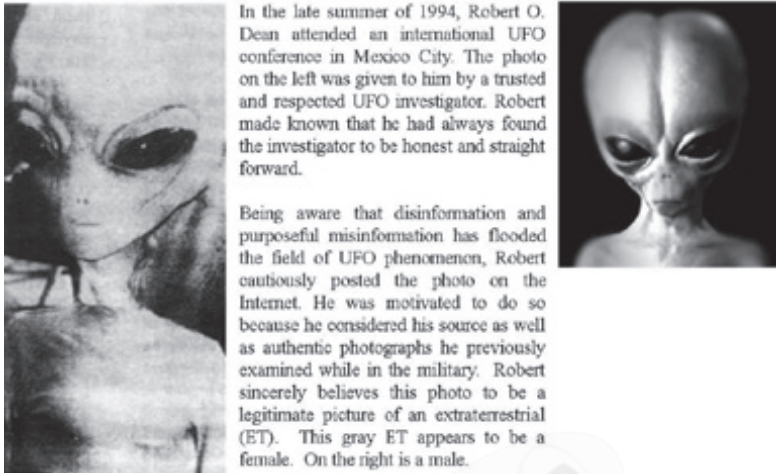 In the late summer of 1994, Robert O.
Dean attended an international UFO
conference in Mexico City. The photo
on the left was given to him by a trusted
and respected UFO investigator. Robert
made known that he had always found
the investigator to be honest and straight
forward.
Being aware that disinformation and
purposeful misinformation has flooded
the field of UFO phenomenon, Robert
cautiously posted the photo on the
Internet. He was motivated to do so
because he considered his source as well
as authentic photographs he previously
examined while in the military. Robert
sincerely believes this photo to be a
legitimate picture of an extraterrestrial
(ET). This gray ET appears to be a
female. On the right is a male.